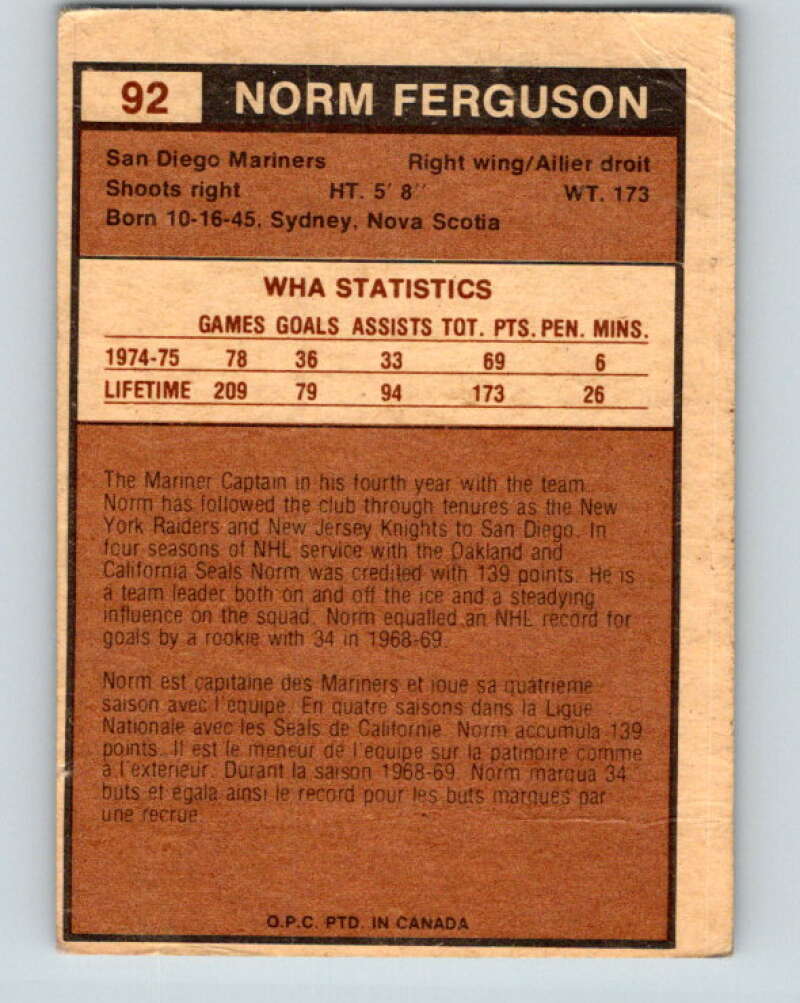 92 NORM FERGUSON
San Diego Mariners Right wing/Ailier droit
Shoots right HT. 5' 8" WT. 173
Born 10-16-45, Sydney, Nova Scotia
WHA STATISTICS
GAMES GOALS ASSISTS TOT. PTS. PEN. MINS.
1974-75 78 36 33 69 6
LIFETIME 209 79 94 173 26
The Mariner Captain in his fourth year with the team.
Norm has followed the club through tenures as the New
York Raiders and New Jersey Knights to San Diego. In
four seasons of NHL service with the Oakland and
California Seals Norm was credited with 139 points. He is
a team leader both on and off the ice and a steadying
influence on the squad. Norm equalled an NHL record for
goals by a rookie with 34 in 1968-69.
Norm est capitaine des Mariners et joue sa quatrième
saison avec l'équipe. En quatre saisons dans la Ligue
Nationale avec les Seals de Californie, Norm accumula 139
points. Il est le meneur de l'équipe sur la patinoire comme
à l'extérieur. Durant la saison 1968-69, Norm marqua 34
buts et égala ainsi le record pour les buts marqués par
une recrue.
O.P.C. PTD. IN CANADA